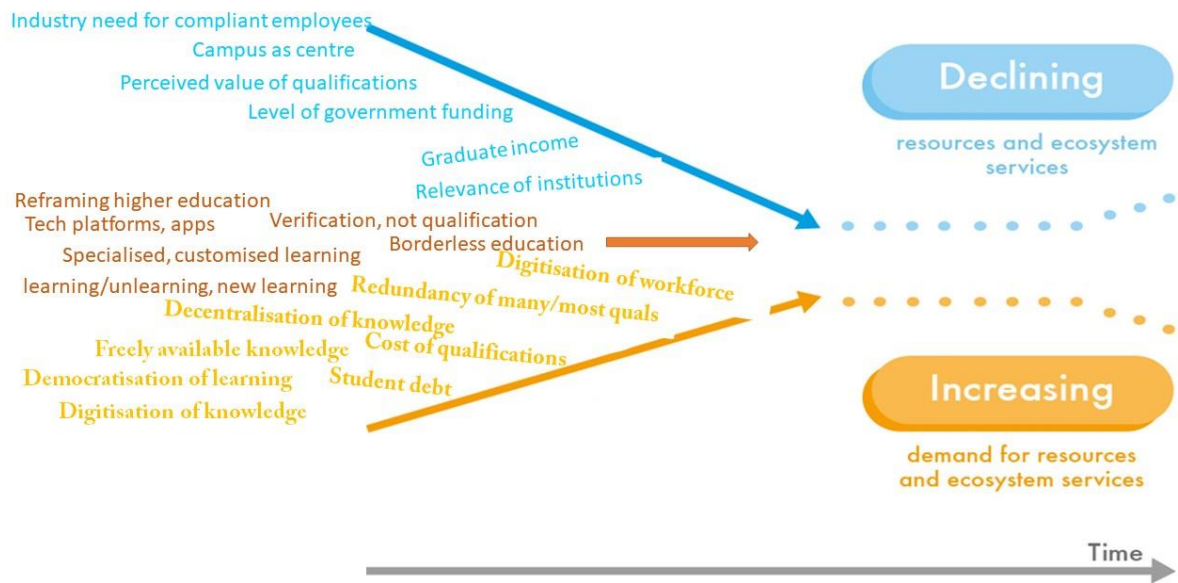 Industry need for compliant employees
Campus as centre
Perceived value of qualifications
Level of government funding
Graduate income
Relevance of institutions
Declining
resources and ecosystem
services
Reframing higher education
Tech platforms, apps
Verification, not qualification
Borderless education
Specialised, customised learning
learning/unlearning, new learning
Digitisation of workforce
Redundancy of many/most quals
Decentralisation of knowledge
Freely available knowledge
Cost of qualifications
Democratisation of learning
Student debt
Digitisation of knowledge
Increasing
demand for resources
and ecosystem services
Time